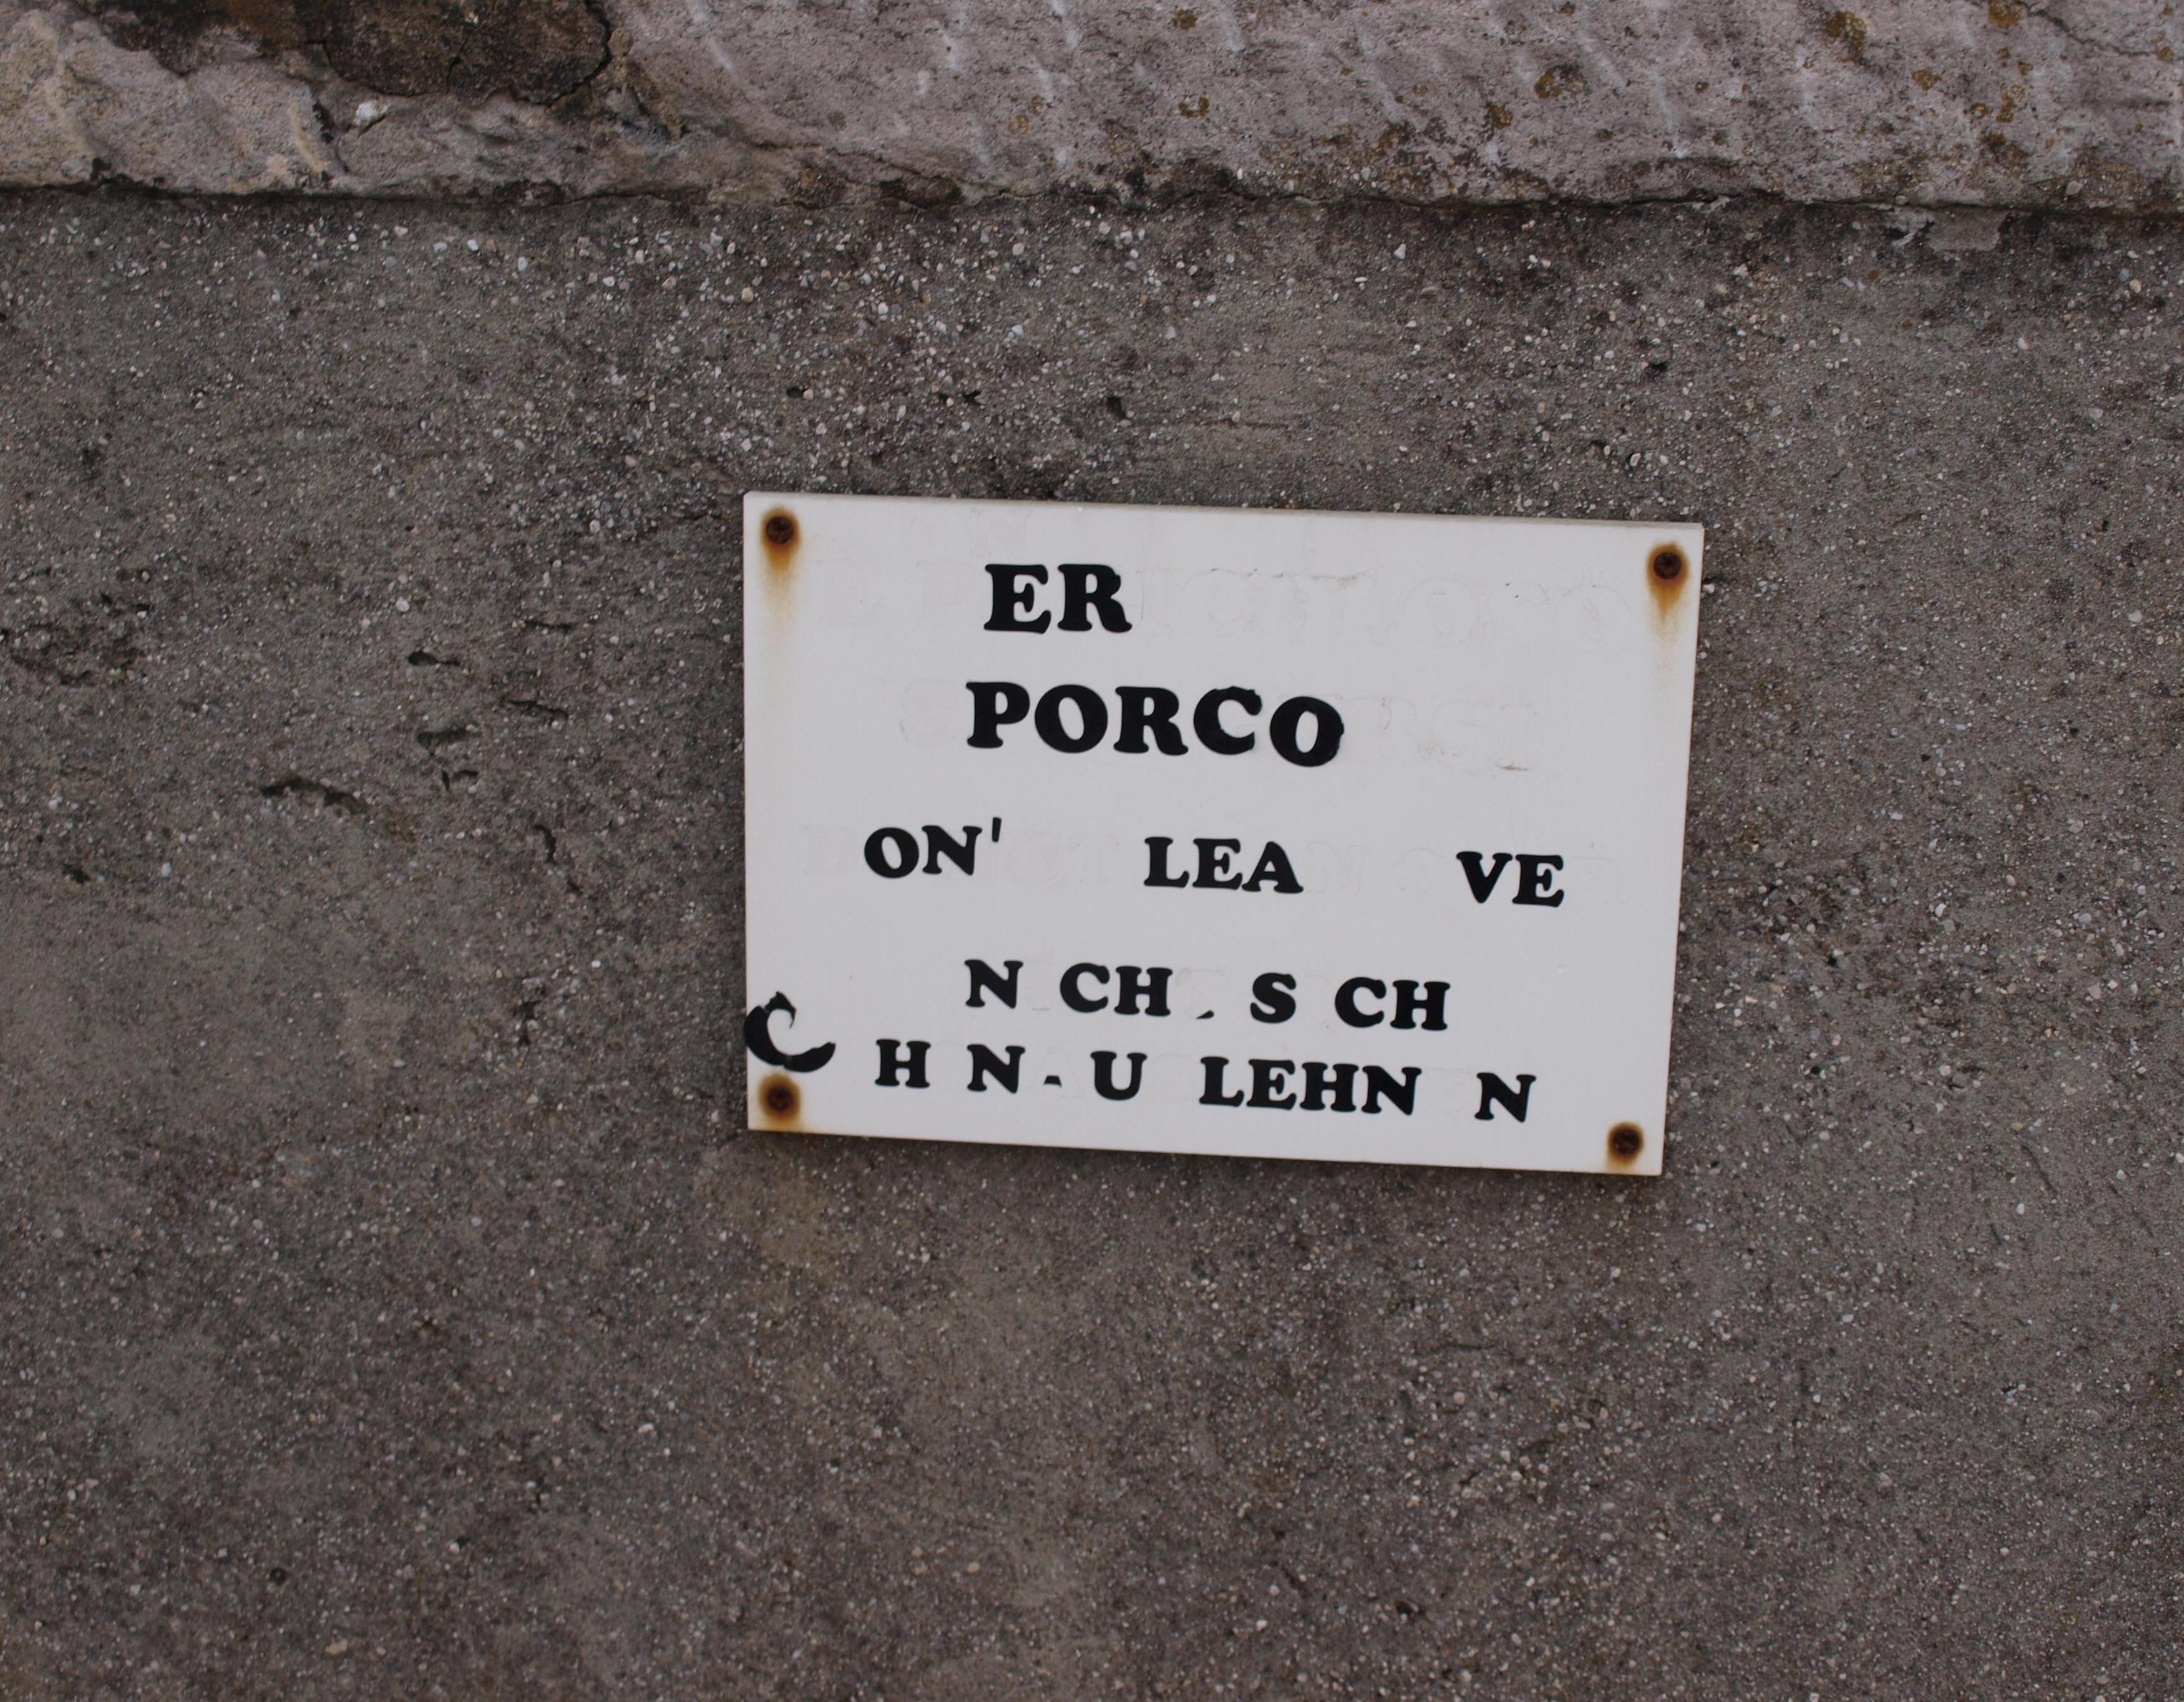 ER
PORCO
ON' LEA VE
N CH . S CH
C H N - U LEHN N